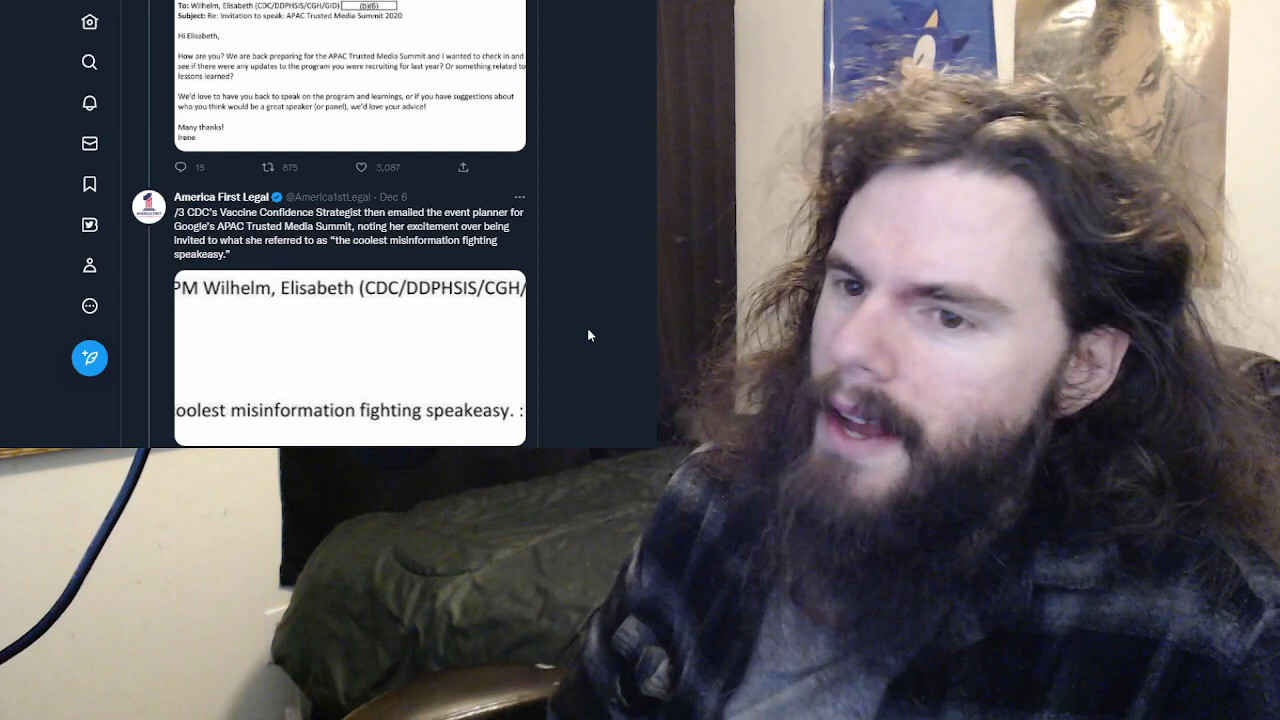 To: Wilhelm, Elisabeth (CDC/DDPHSIS/CGH/GID) (b)(6)
Subject: Re: Invitation to speak: APAC Trusted Media Summit 2020
Hi Elisabeth,
How are you? We are back preparing for the APAC Trusted Media Summit and I wanted to check in and
see if there were any updates to the program you were recruiting for last year? Or something related to
lessons learned?
We'd love to have you back to speak on the program and learnings, or if you have suggestions about
who you think would be a great speaker (or panel), we'd love your advice!
Many thanks!
Irene
15 875 3,087
America First Legal @America1stLegal · Dec 6
/3 CDC's Vaccine Confidence Strategist then emailed the event planner for
Google's APAC Trusted Media Summit, noting her excitement over being
invited to what she referred to as "the coolest misinformation fighting
speakeasy."
PM Wilhelm, Elisabeth (CDC/DDPHSIS/CGH/
oolest misinformation fighting speakeasy. :